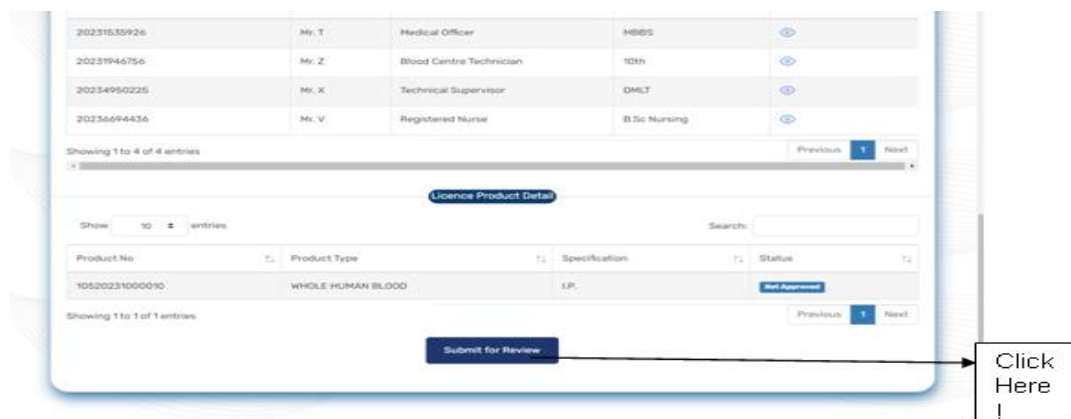 20231535926 Mr. T Medical Officer MBBS
20231946756 Mr. Z Blood Centre Technician 10th
20234950225 Mr. X Technical Supervisor DMLT
20236694436 Mr. V Registered Nurse B.Sc Nursing
Showing 1 to 4 of 4 entries Previous 1 Next
Licence Product Detail
Show 10 entries Search:
Product No Product Type Specification Status
10520231000010 WHOLE HUMAN BLOOD I.P. Not Approved
Showing 1 to 1 of 1 entries Previous 1 Next
Submit for Review
Click
Here
!